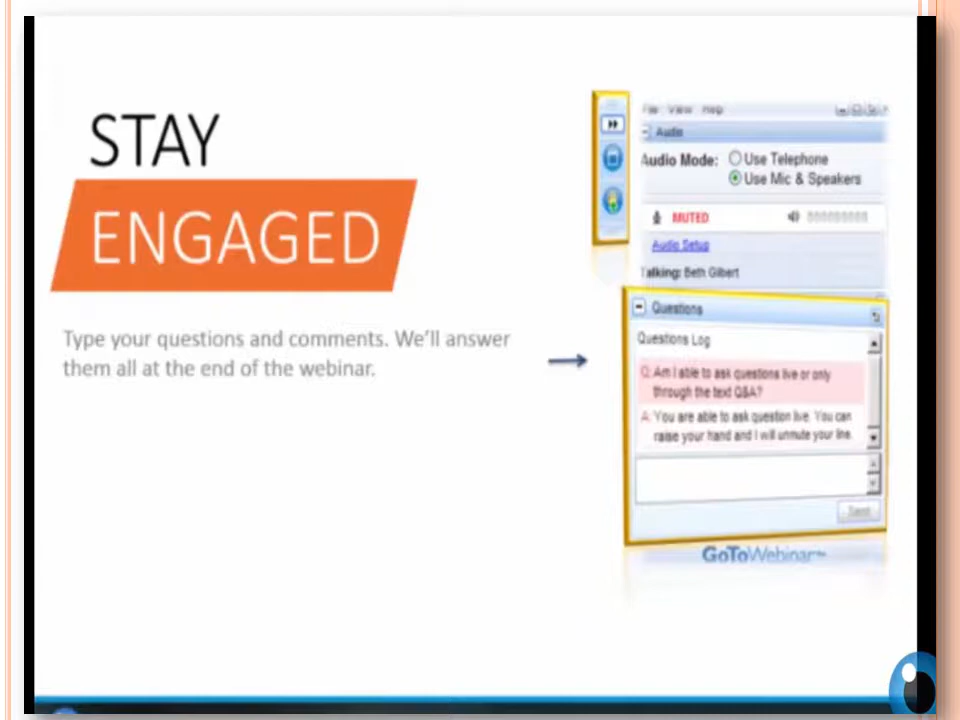 STAY
ENGAGED
Type your questions and comments. We'll answer
them all at the end of the webinar.
File View Help
Audio
Audio Mode: Use Telephone
Use Mic & Speakers
MUTED
Audio Setup
Talking: Beth Gilbert
Questions
Questions Log
Q: Am I able to ask questions live or only
through the text Q&A?
A: You are able to ask question live. You can
raise your hand and I will unmute your line.
Send
GoToWebinar